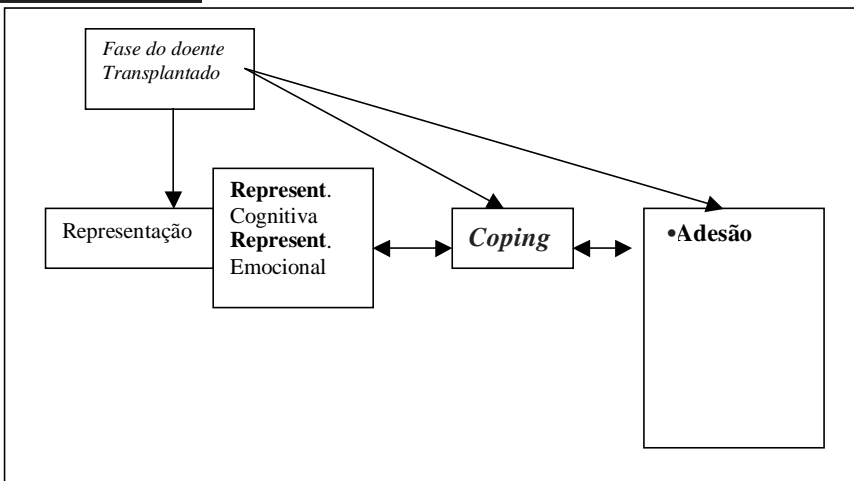 Fase do doente
Transplantado
Representação
Represent.
Cognitiva
Represent.
Emocional
Coping
•Adesão